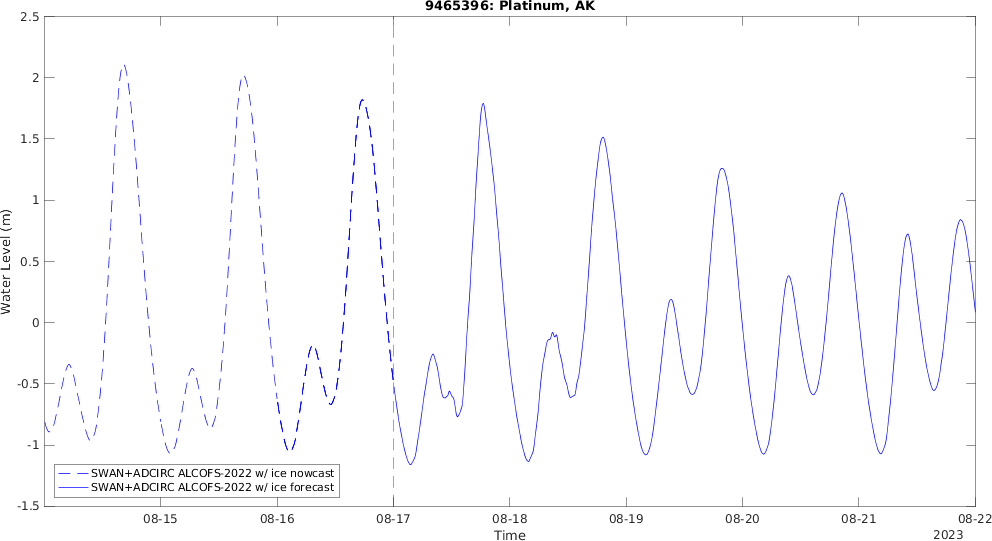 9465396: Platinum, AK
2.5
2
1.5
1
0.5
0
-0.5
-1
-1.5
Water Level (m)
SWAN+ADCIRC ALCOFS-2022 w/ ice nowcast
SWAN+ADCIRC ALCOFS-2022 w/ ice forecast
08-15 08-16 08-17 08-18 08-19 08-20 08-21 08-22
Time
2023